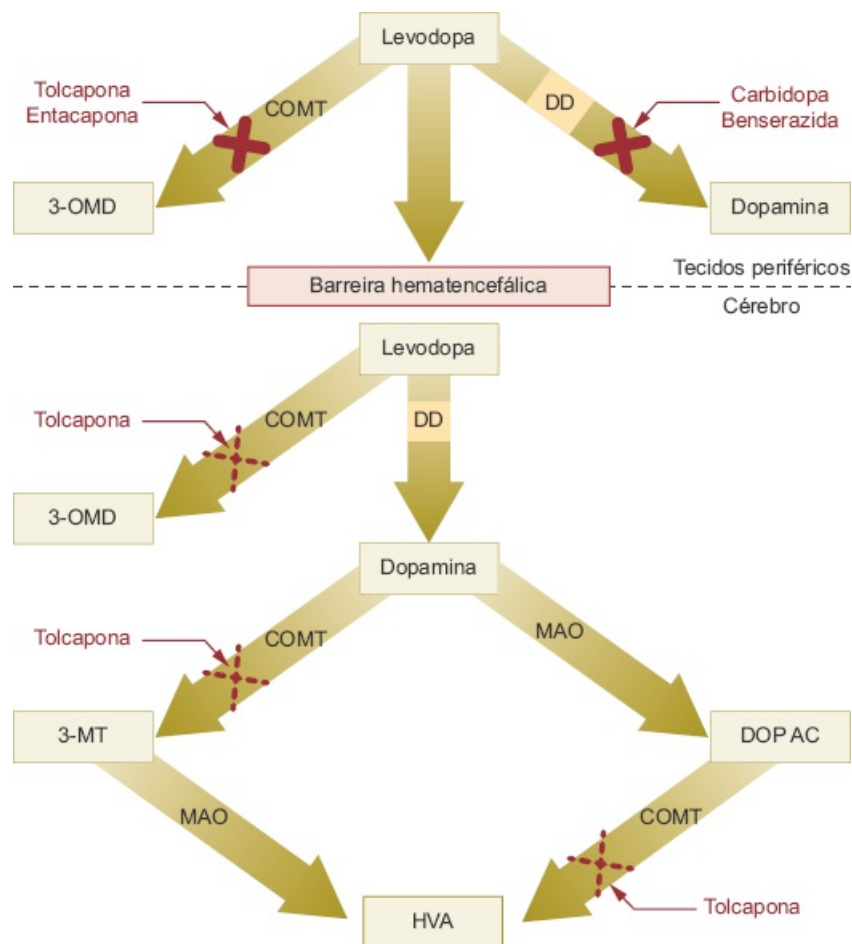 Levodopa
Tolcapona
Entacapona
COMT
DD
Carbidopa
Benserazida
3-OMD
Dopamina
Tecidos periféricos
Barreira hematencefálica
Cérebro
Levodopa
Tolcapona
COMT
DD
3-OMD
Dopamina
Tolcapona
COMT
MAO
3-MT
DOP AC
MAO
COMT
HVA
Tolcapona